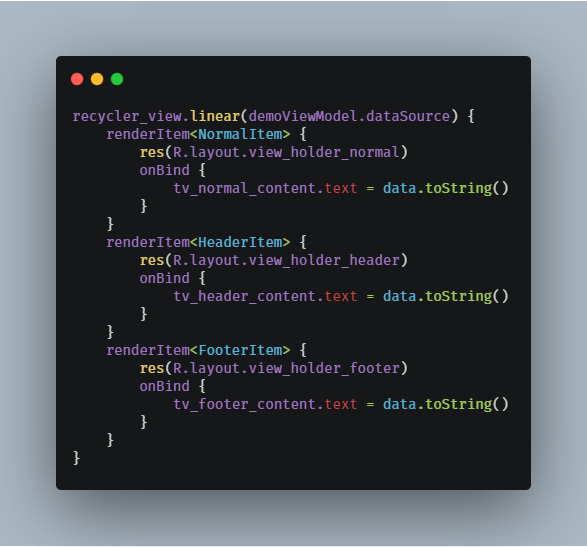 recycler_view.linear(demoViewModel.dataSource) {
    renderItem<NormalItem> {
        res(R.layout.view_holder_normal)
        onBind {
            tv_normal_content.text = data.toString()
        }
    }
    renderItem<HeaderItem> {
        res(R.layout.view_holder_header)
        onBind {
            tv_header_content.text = data.toString()
        }
    }
    renderItem<FooterItem> {
        res(R.layout.view_holder_footer)
        onBind {
            tv_footer_content.text = data.toString()
        }
    }
}